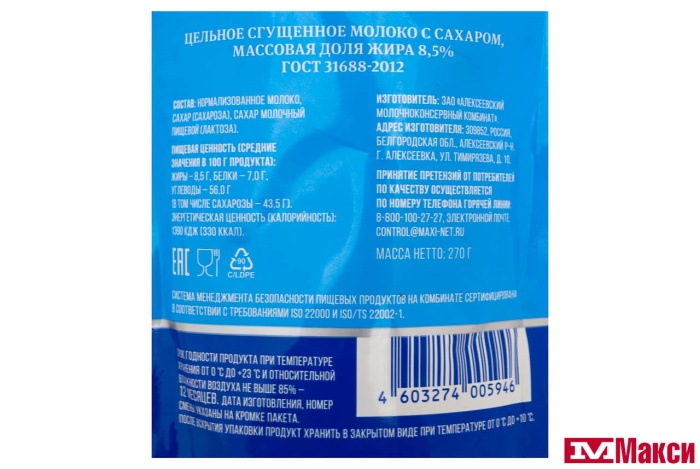 ЦЕЛЬНОЕ СГУЩЕННОЕ МОЛОКО С САХАРОМ,
МАССОВАЯ ДОЛЯ ЖИРА 8,5%
ГОСТ 31688-2012
СОСТАВ: НОРМАЛИЗОВАННОЕ МОЛОКО,
САХАР (САХАРОЗА), САХАР МОЛОЧНЫЙ
ПИЩЕВОЙ (ЛАКТОЗА).
ПИЩЕВАЯ ЦЕННОСТЬ (СРЕДНИЕ
ЗНАЧЕНИЯ В 100 Г ПРОДУКТА):
ЖИРЫ – 8,5 Г, БЕЛКИ – 7,0 Г,
УГЛЕВОДЫ – 56,0 Г
(В ТОМ ЧИСЛЕ САХАРОЗЫ – 43,5 Г).
ЭНЕРГЕТИЧЕСКАЯ ЦЕННОСТЬ (КАЛОРИЙНОСТЬ):
1390 КДЖ (330 ККАЛ).
EAC
90
C/LDPE
ИЗГОТОВИТЕЛЬ: ЗАО "АЛЕКСЕЕВСКИЙ
МОЛОЧНОКОНСЕРВНЫЙ КОМБИНАТ".
АДРЕС ИЗГОТОВИТЕЛЯ: 309852, РОССИЯ,
БЕЛГОРОДСКАЯ ОБЛ., АЛЕКСЕЕВСКИЙ Р-Н,
Г. АЛЕКСЕЕВКА, УЛ. ТИМИРЯЗЕВА, Д. 10.
ПРИНЯТИЕ ПРЕТЕНЗИЙ ОТ ПОТРЕБИТЕЛЕЙ
ПО КАЧЕСТВУ ОСУЩЕСТВЛЯЕТСЯ
ПО НОМЕРУ ТЕЛЕФОНА ГОРЯЧЕЙ ЛИНИИ:
8-800-100-27-27, ЭЛЕКТРОННОЙ ПОЧТЕ:
CONTROL@MAXI-NET.RU
МАССА НЕТТО: 270 Г
СИСТЕМА МЕНЕДЖМЕНТА БЕЗОПАСНОСТИ ПИЩЕВЫХ ПРОДУКТОВ НА КОМБИНАТЕ СЕРТИФИЦИРОВАНА
В СООТВЕТСТВИИ С ТРЕБОВАНИЯМИ ISO 22000 И ISO/TS 22002-1.
СРОК ГОДНОСТИ ПРОДУКТА ПРИ ТЕМПЕРАТУРЕ
ХРАНЕНИЯ ОТ 0 °С ДО +23 °С И ОТНОСИТЕЛЬНОЙ
ВЛАЖНОСТИ ВОЗДУХА НЕ ВЫШЕ 85% –
12 МЕСЯЦЕВ. ДАТА ИЗГОТОВЛЕНИЯ, НОМЕР
СМЕНЫ УКАЗАНЫ НА КРОМКЕ ПАКЕТА.
ПОСЛЕ ВСКРЫТИЯ УПАКОВКИ ПРОДУКТ ХРАНИТЬ В ЗАКРЫТОМ ВИДЕ ПРИ ТЕМПЕРАТУРЕ ОТ 0 °С ДО +10 °С.
4 603274 005946
Макси